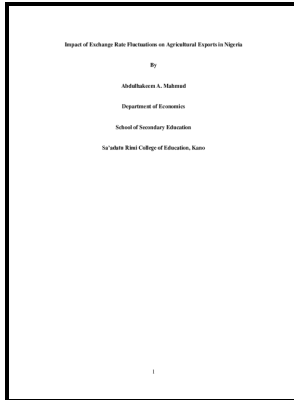 Impact of Exchange Rate Fluctuations on Agricultural Exports in Nigeria
By
Abdulhakeem A. Mahmud
Department of Economics
School of Secondary Education
Sa'adatu Rimi College of Education, Kano
1